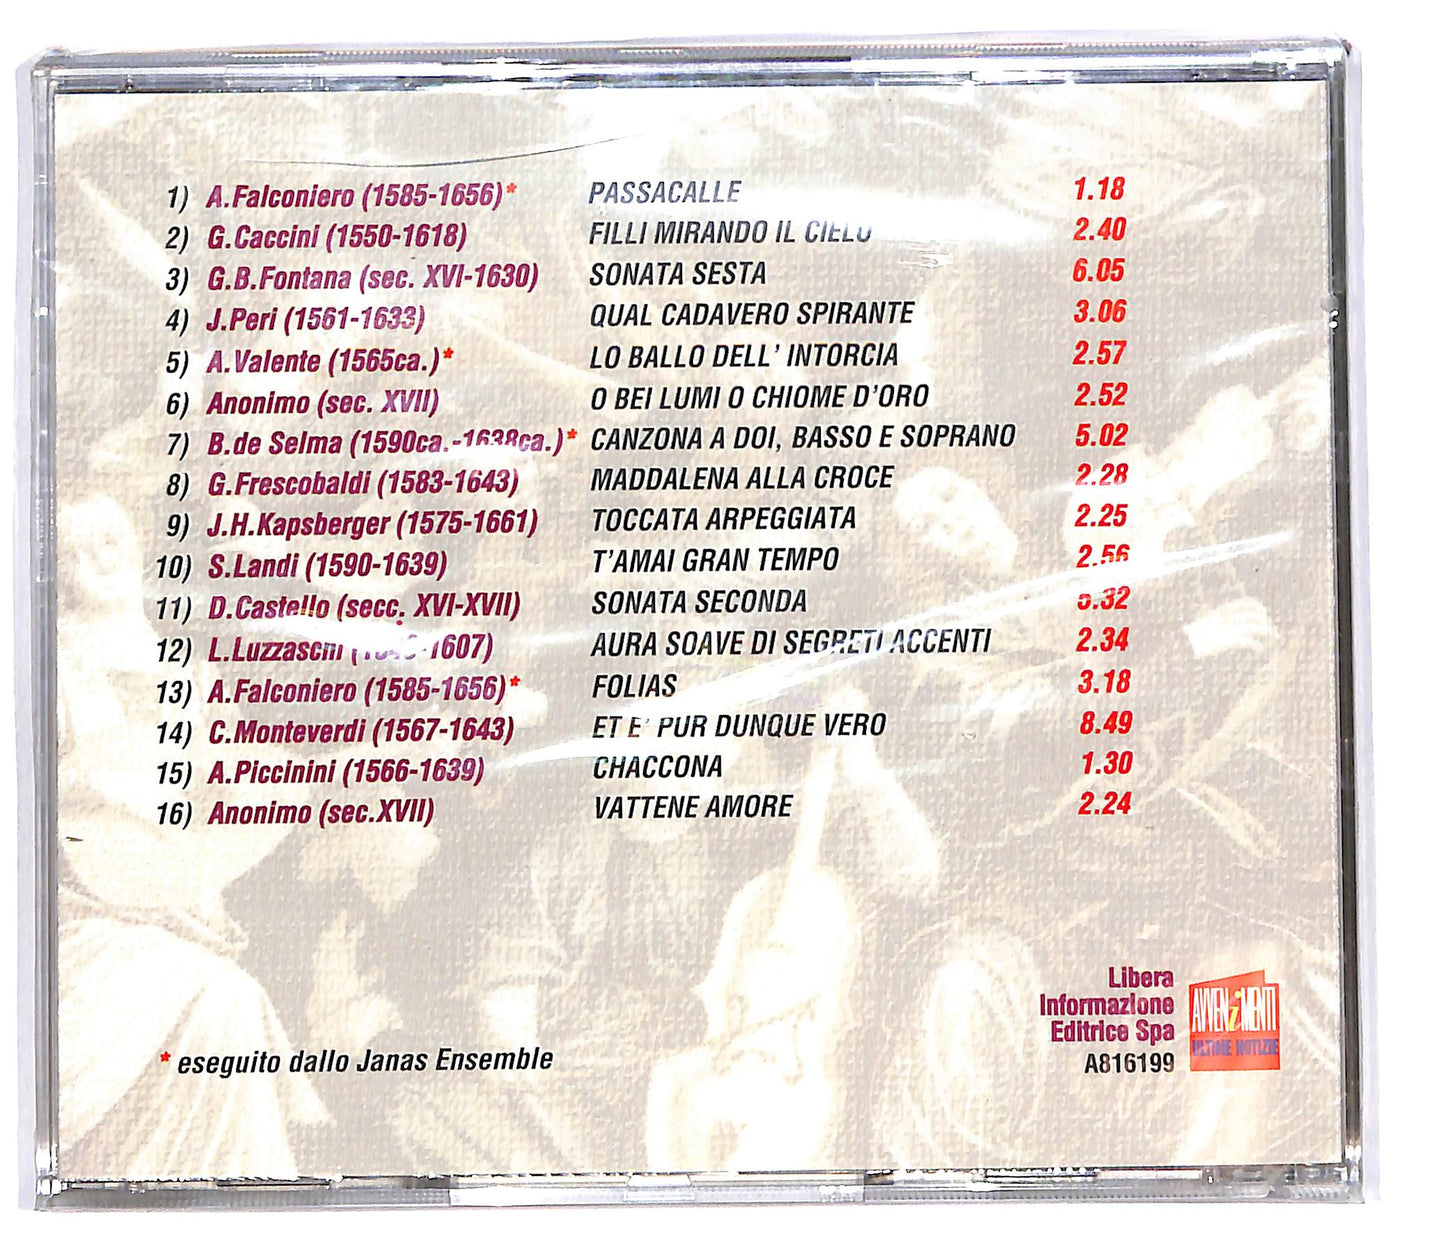 1) A.Falconiero (1585-1656)* PASSACALLE 1.18
2) G.Caccini (1550-1618) FILLI MIRANDO IL CIELO 2.40
3) G.B.Fontana (sec. XVI-1630) SONATA SESTA 6.05
4) J.Peri (1561-1633) QUAL CADAVERO SPIRANTE 3.06
5) A.Valente (1565ca.)* LO BALLO DELL' INTORCIA 2.57
6) Anonimo (sec. XVII) O BEI LUMI O CHIOME D'ORO 2.52
7) B.de Selma (1590ca.-1638ca.)* CANZONA A DOI, BASSO E SOPRANO 5.02
8) G.Frescobaldi (1583-1643) MADDALENA ALLA CROCE 2.28
9) J.H.Kapsberger (1575-1661) TOCCATA ARPEGGIATA 2.25
10) S.Landi (1590-1639) T'AMAI GRAN TEMPO 2.56
11) D.Castello (secc. XVI-XVII) SONATA SECONDA
12) L.Luzzaschi AURA SOAVE DI SEGRETI ACCENTI 2.34
13) A.Falconiero (1585-1656)* FOLIAS 3.18
14) C.Monteverdi (1567-1643) ET E' PUR DUNQUE VERO 8.49
15) A.Piccinini (1566-1639) CHACCONA 1.30
16) Anonimo (sec.XVII) VATTENE AMORE 2.24
Libera
Informazione
Editrice Spa
A816199
AVVENiMENTI
ULTIME NOTIZIE
* eseguito dallo Janas Ensemble